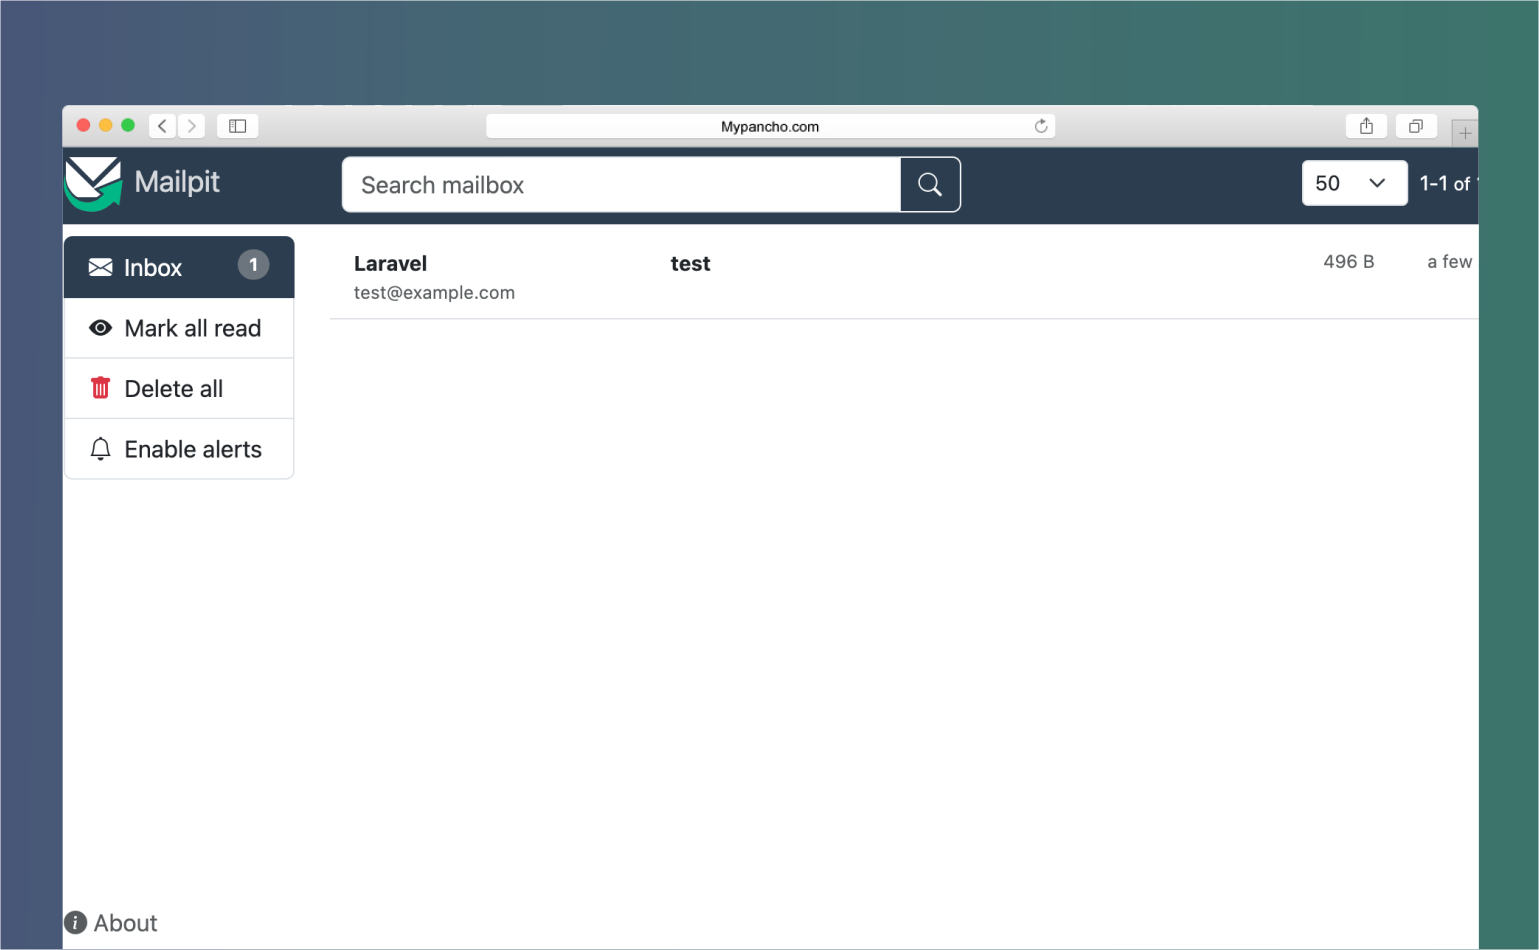 Mypancho.com
Mailpit
Search mailbox
50
1-1 of
Inbox 1
Laravel test 496 B a few
test@example.com
Mark all read
Delete all
Enable alerts
About